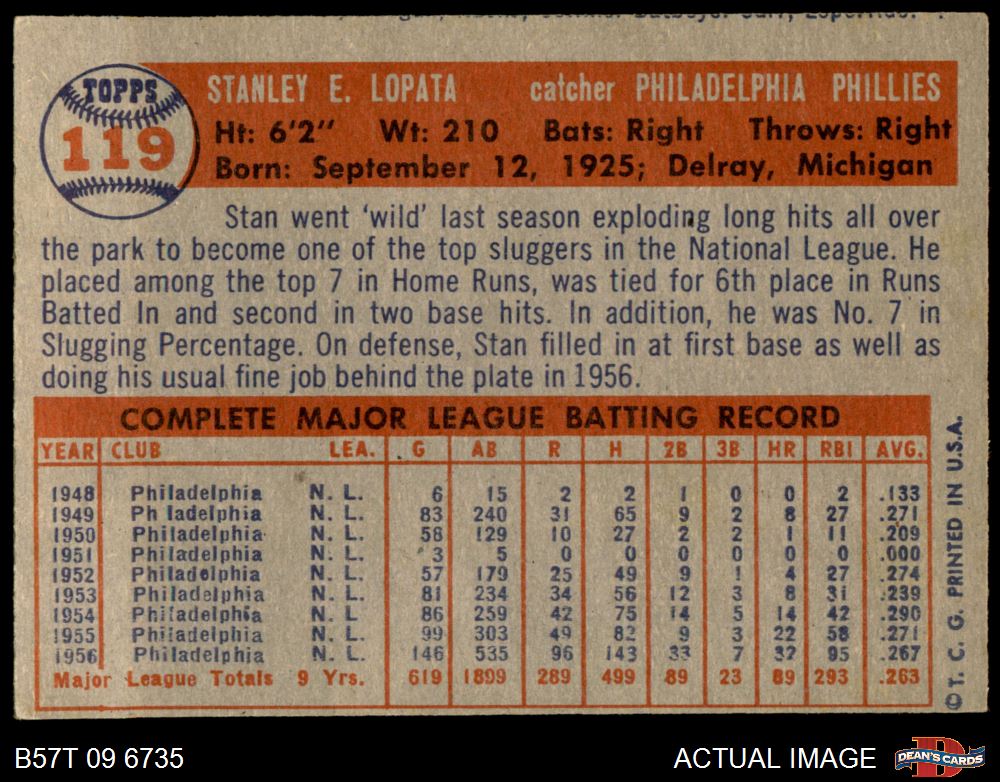 TOPPS
119
STANLEY E. LOPATA catcher PHILADELPHIA PHILLIES
Ht: 6'2" Wt: 210 Bats: Right Throws: Right
Born: September 12, 1925; Delray, Michigan
Stan went 'wild' last season exploding long hits all over
the park to become one of the top sluggers in the National League. He
placed among the top 7 in Home Runs, was tied for 6th place in Runs
Batted In and second in two base hits. In addition, he was No. 7 in
Slugging Percentage. On defense, Stan filled in at first base as well as
doing his usual fine job behind the plate in 1956.
COMPLETE MAJOR LEAGUE BATTING RECORD
YEAR CLUB LEA. G AB R H 2B 3B HR RBI AVG.
1948 Philadelphia N. L. 6 15 2 2 1 0 0 2 .133
1949 Ph ladelphia N. L. 83 240 31 65 9 2 8 27 .271
1950 Philadelphia N. L. 58 129 10 27 2 2 1 11 .209
1951 Philadelphia N. L. 3 5 0 0 0 0 0 0 .000
1952 Philadelphia N. L. 57 179 25 49 9 1 4 27 .274
1953 Philadelphia N. L. 81 234 34 56 12 3 8 31 .239
1954 Philadelphia N. L 86 259 42 75 14 5 14 42 .290
1955 Philadelphia N. L. 99 303 49 82 9 3 22 58 .271
1956 Philadelphia N. L. 146 535 96 143 33 7 32 95 .267
Major League Totals 9 Yrs. 619 1899 289 499 89 23 89 293 .263
© T. C. G. PRINTED IN U.S.A.
B57T 09 6735 ACTUAL IMAGE
DEAN'S CARDS